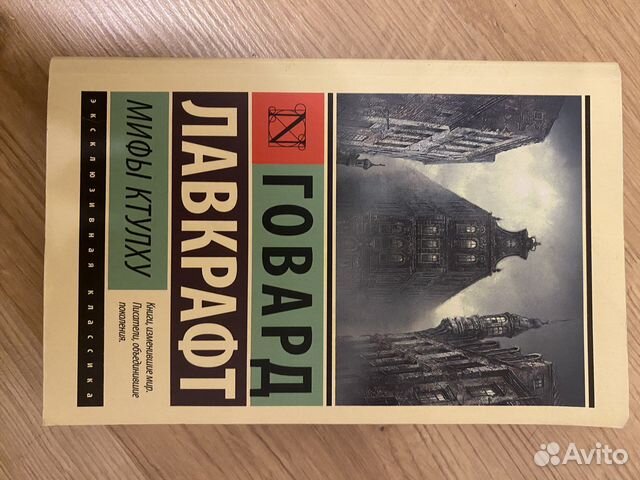 ГОВАРД
ЛАВКРАФТ
МИФЫ КТУЛХУ
Книги, изменившие мир.
Писатели, объединившие
поколения.
ЭКСКЛЮЗИВНАЯ КЛАССИКА
Avito